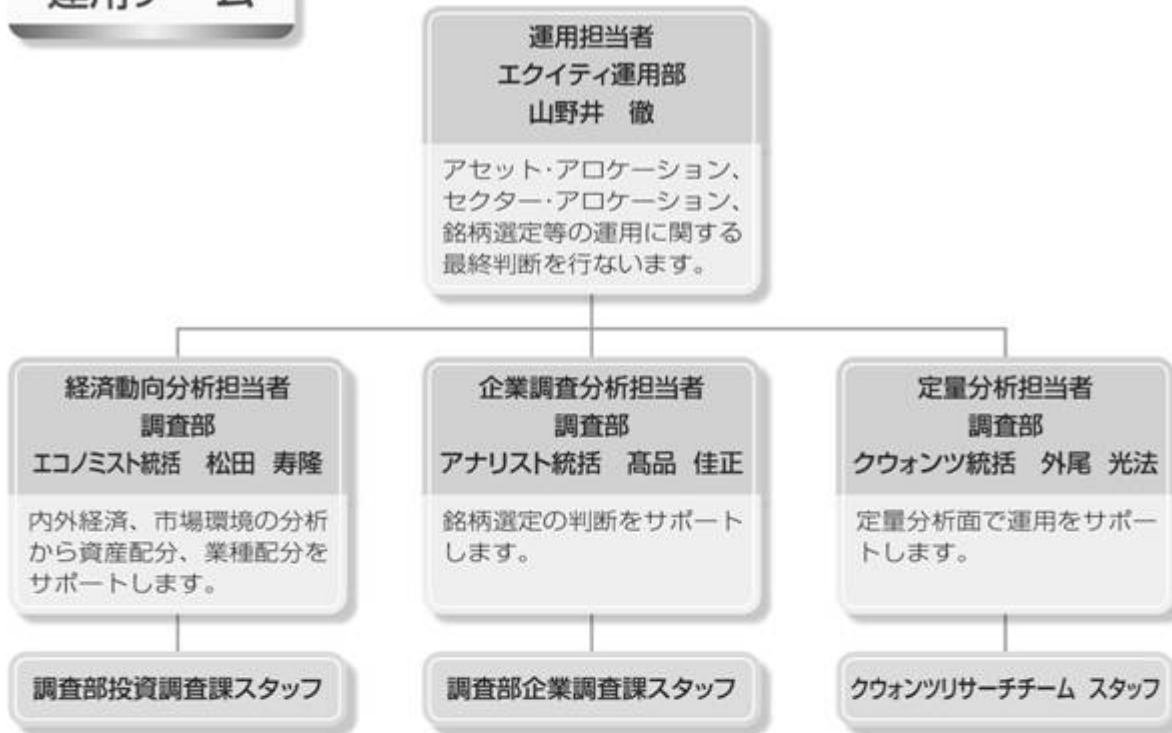 運用チーム
運用担当者
エクイティ運用部
山野井 徹
アセット・アロケーション、
セクター・アロケーション、
銘柄選定等の運用に関する
最終判断を行ないます。
経済動向分析担当者
調査部
エコノミスト統括 松田 寿隆
内外経済、市場環境の分析
から資産配分、業種配分を
サポートします。
企業調査分析担当者
調査部
アナリスト統括 髙品 佳正
銘柄選定の判断をサポート
します。
定量分析担当者
調査部
クウォンツ統括 外尾 光法
定量分析面で運用をサポー
トします。
調査部投資調査課スタッフ
調査部企業調査課スタッフ
クウォンツリサーチチーム スタッフ